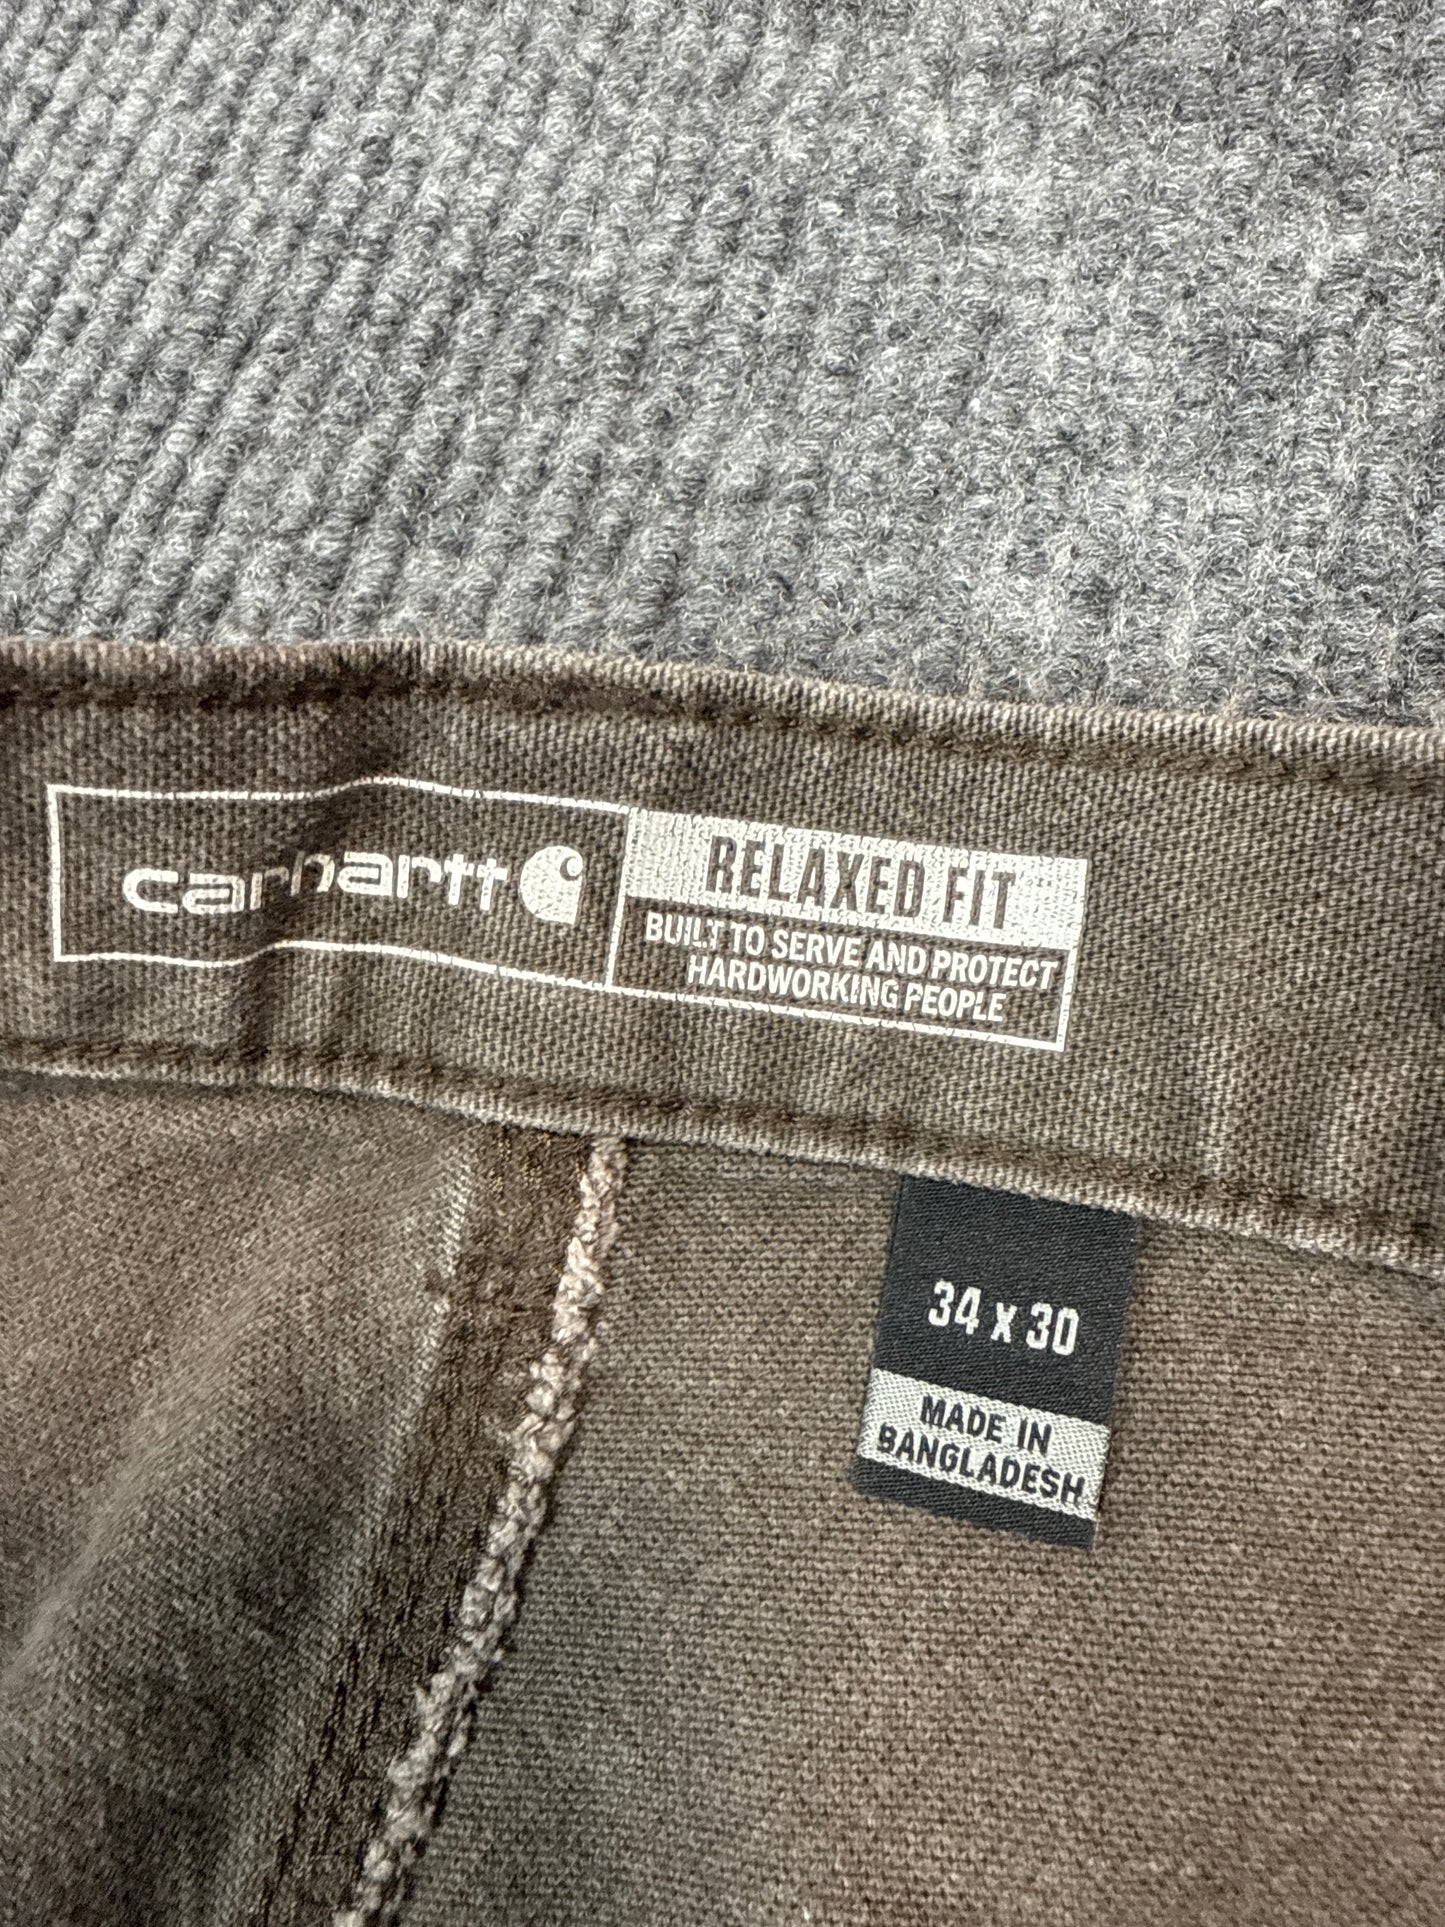 carhartt
RELAXED FIT
BUILT TO SERVE AND PROTECT
HARDWORKING PEOPLE
34 x 30
MADE IN
BANGLADESH